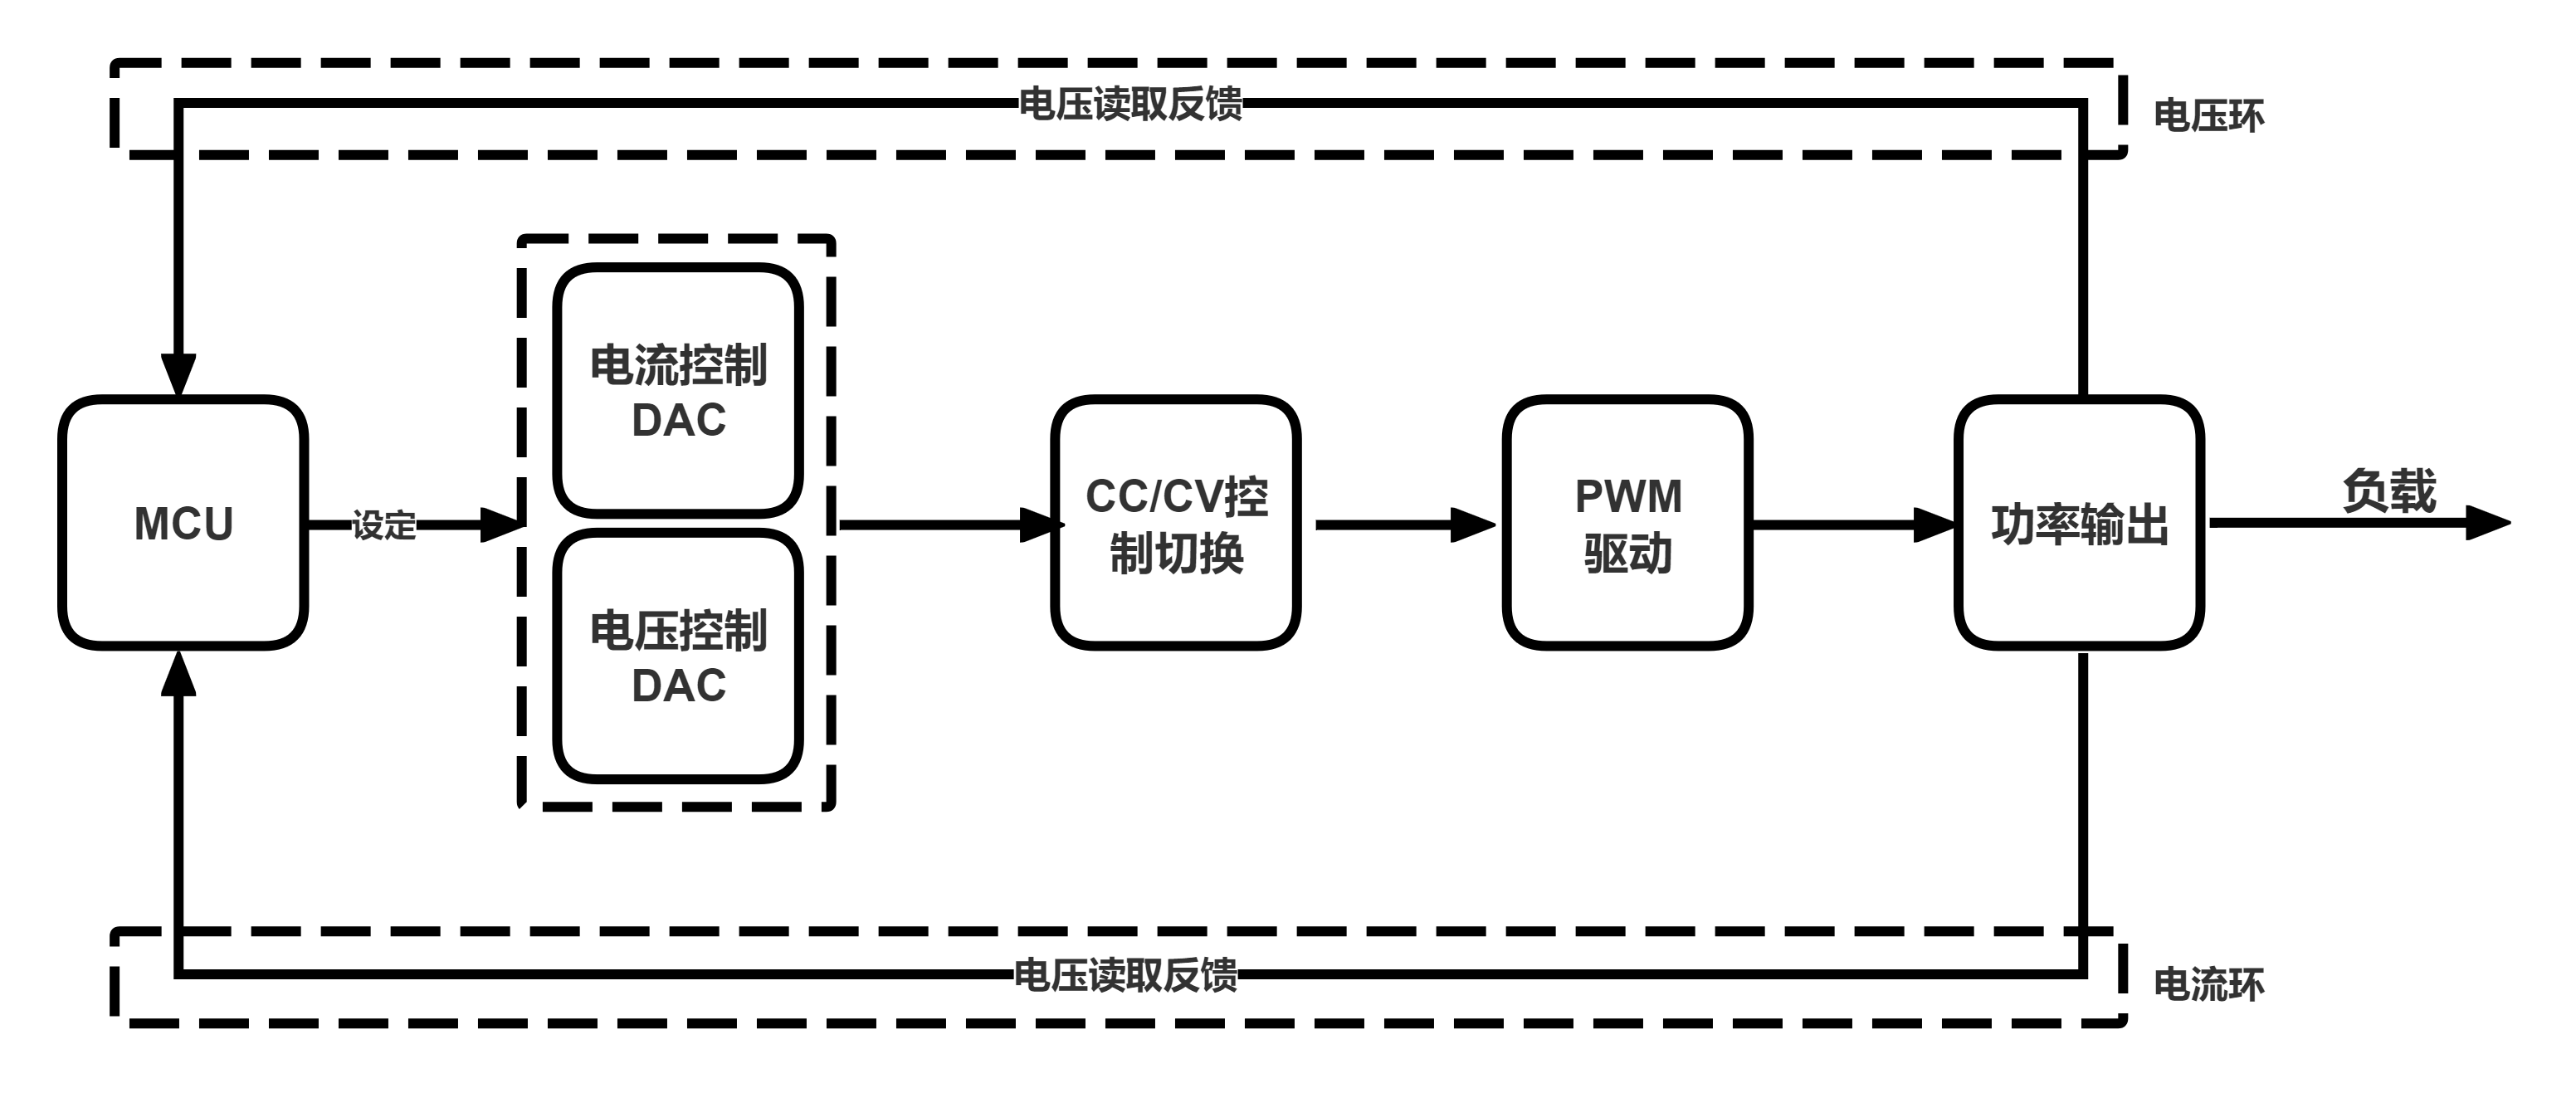 电压读取反馈
电压环
电流控制
DAC
MCU
设定
电压控制
DAC
CC/CV控
制切换
PWM
驱动
功率输出
负载
电压读取反馈
电流环